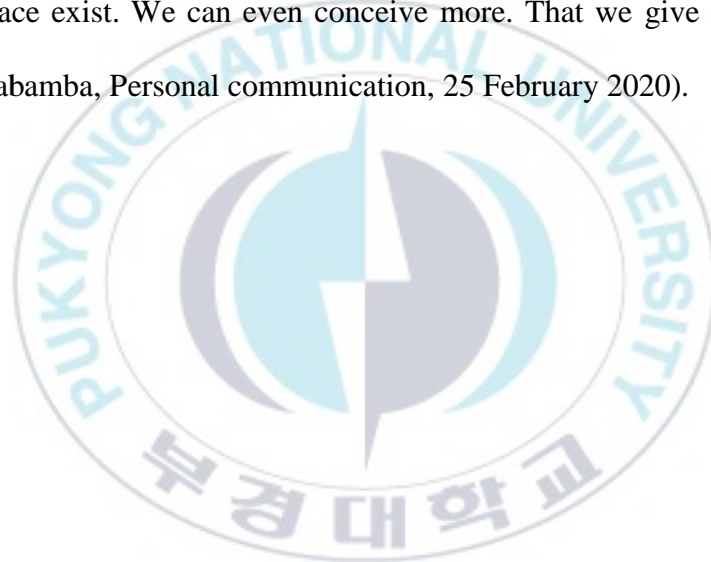 ace exist. We can even conceive more. That we give
abamba, Personal communication, 25 February 2020).
PUKYONG NATIONAL UNIVERSITY
부경대학교